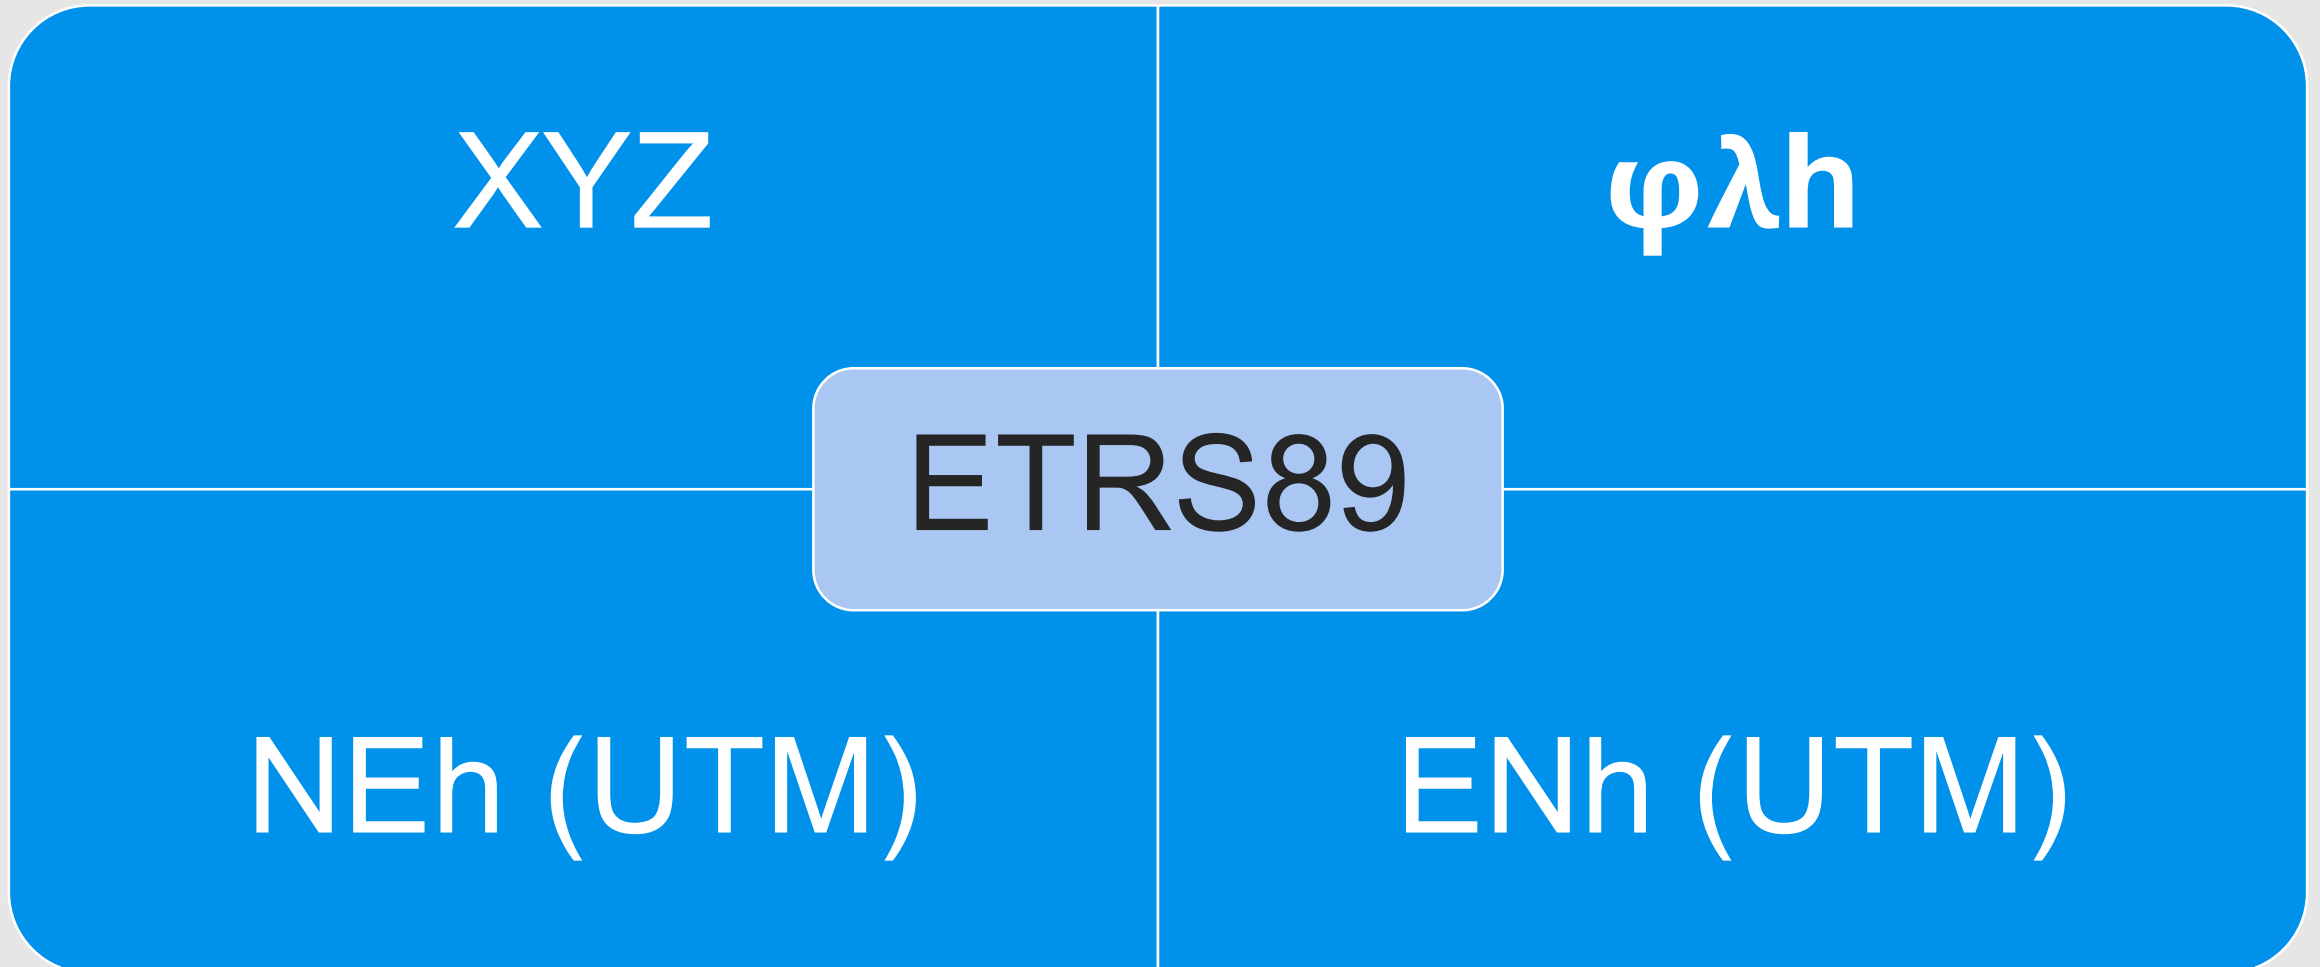 XYZ
φλh
ETRS89
NEh (UTM)
ENh (UTM)